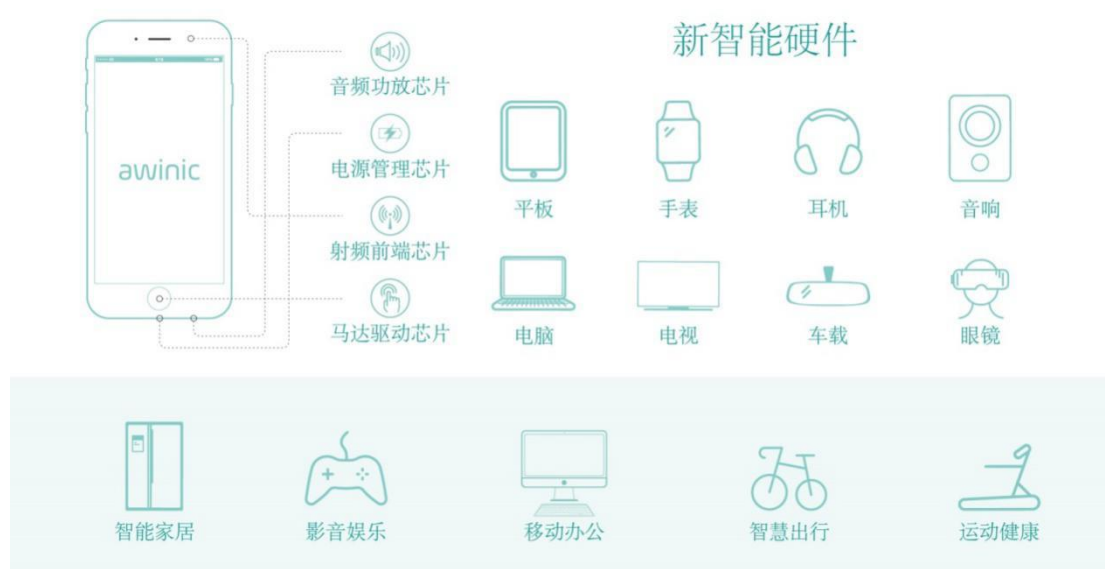 awinic
音频功放芯片
电源管理芯片
射频前端芯片
马达驱动芯片
新智能硬件
平板
手表
耳机
音响
电脑
电视
车载
眼镜
智能家居
影音娱乐
移动办公
智慧出行
运动健康